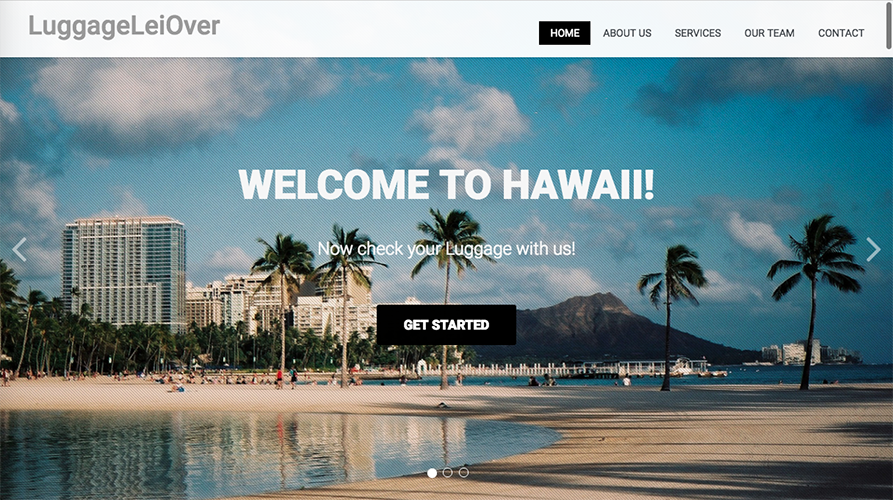 LuggageLeiOver
HOME ABOUT US SERVICES OUR TEAM CONTACT
WELCOME TO HAWAII!
Now check your Luggage with us!
GET STARTED